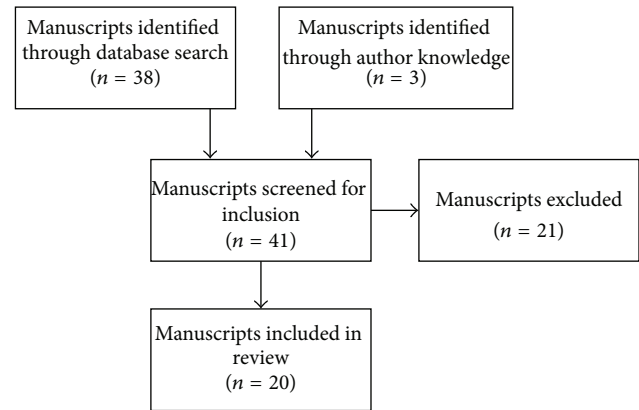 Manuscripts identified
through database search
(n = 38)
Manuscripts identified
through author knowledge
(n = 3)
Manuscripts screened for
inclusion
(n = 41)
Manuscripts excluded
(n = 21)
Manuscripts included in
review
(n = 20)